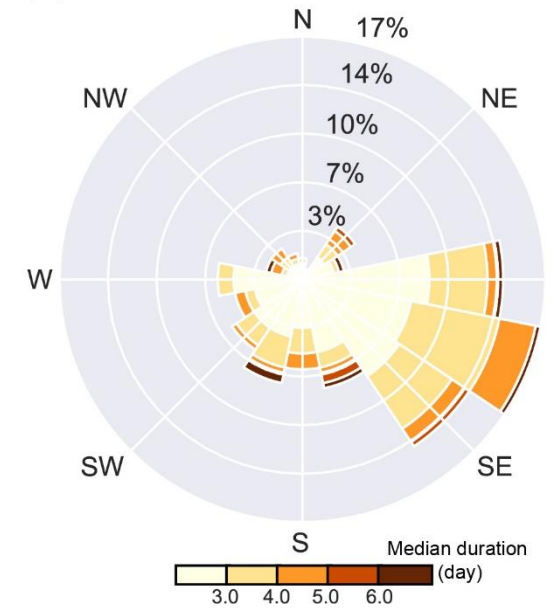 N
17%
14%
NW
NE
10%
7%
3%
W
SW
SE
S
Median duration
(day)
3.0 4.0 5.0 6.0